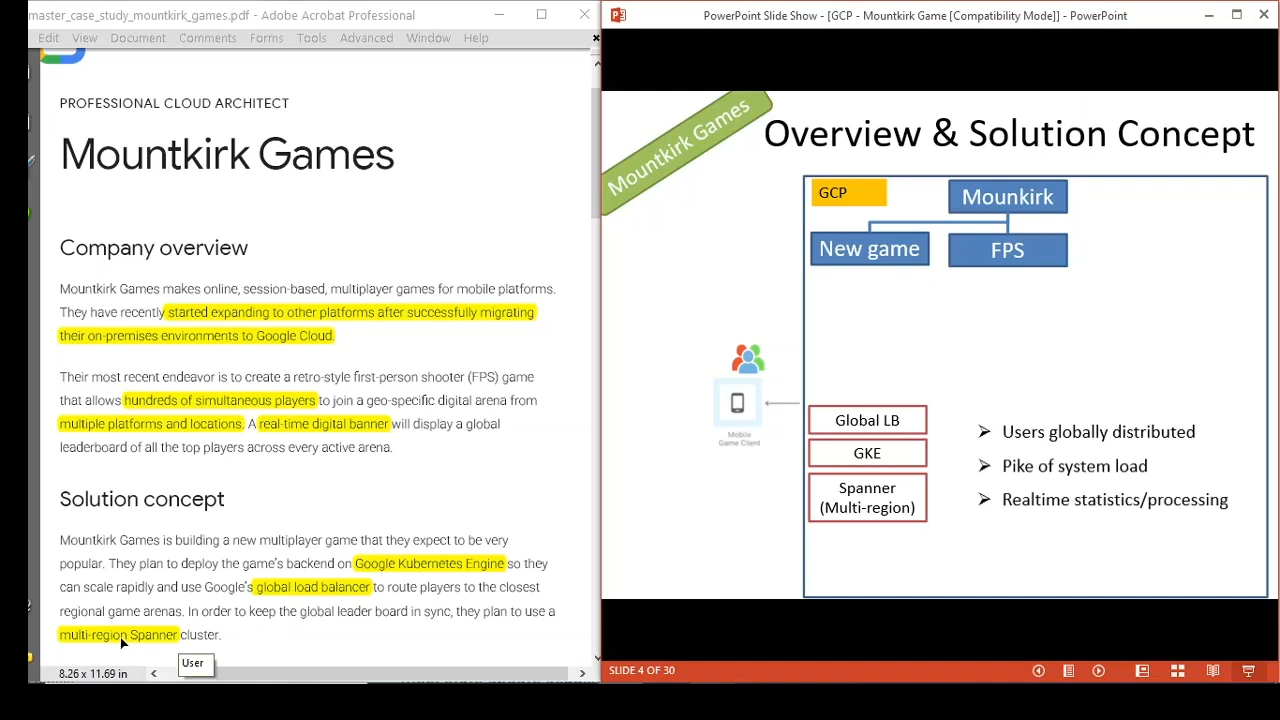 master_case_study_mountkirk_games.pdf - Adobe Acrobat Professional
Edit View Document Comments Forms Tools Advanced Window Help
PROFESSIONAL CLOUD ARCHITECT
Mountkirk Games
Company overview
Mountkirk Games makes online, session-based, multiplayer games for mobile platforms.
They have recently started expanding to other platforms after successfully migrating
their on-premises environments to Google Cloud.
Their most recent endeavor is to create a retro-style first-person shooter (FPS) game
that allows hundreds of simultaneous players to join a geo-specific digital arena from
multiple platforms and locations. A real-time digital banner will display a global
leaderboard of all the top players across every active arena.
Solution concept
Mountkirk Games is building a new multiplayer game that they expect to be very
popular. They plan to deploy the game's backend on Google Kubernetes Engine so they
can scale rapidly and use Google's global load balancer to route players to the closest
regional game arenas. In order to keep the global leader board in sync, they plan to use a
multi-region Spanner cluster.
User
8.26 x 11.69 in
PowerPoint Slide Show - [GCP - Mountkirk Game [Compatibility Mode]] - PowerPoint
Mountkirk Games
Overview & Solution Concept
GCP
Mounkirk
New game
FPS
Mobile
Game Client
Global LB
GKE
Spanner
(Multi-region)
Users globally distributed
Pike of system load
Realtime statistics/processing
SLIDE 4 OF 30